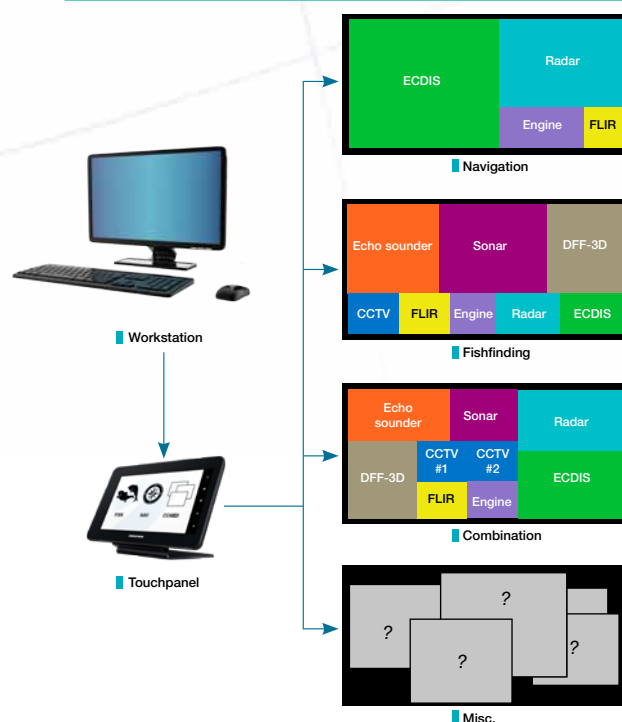 ECDIS
Radar
Engine
FLIR
Navigation
Echo sounder
Sonar
DFF-3D
CCTV
FLIR
Engine
Radar
ECDIS
Fishfinding
Workstation
Echo
sounder
Sonar
Radar
DFF-3D
CCTV
#1
CCTV
#2
FLIR
Engine
ECDIS
Combination
Touchpanel
?
?
?
?
Misc.